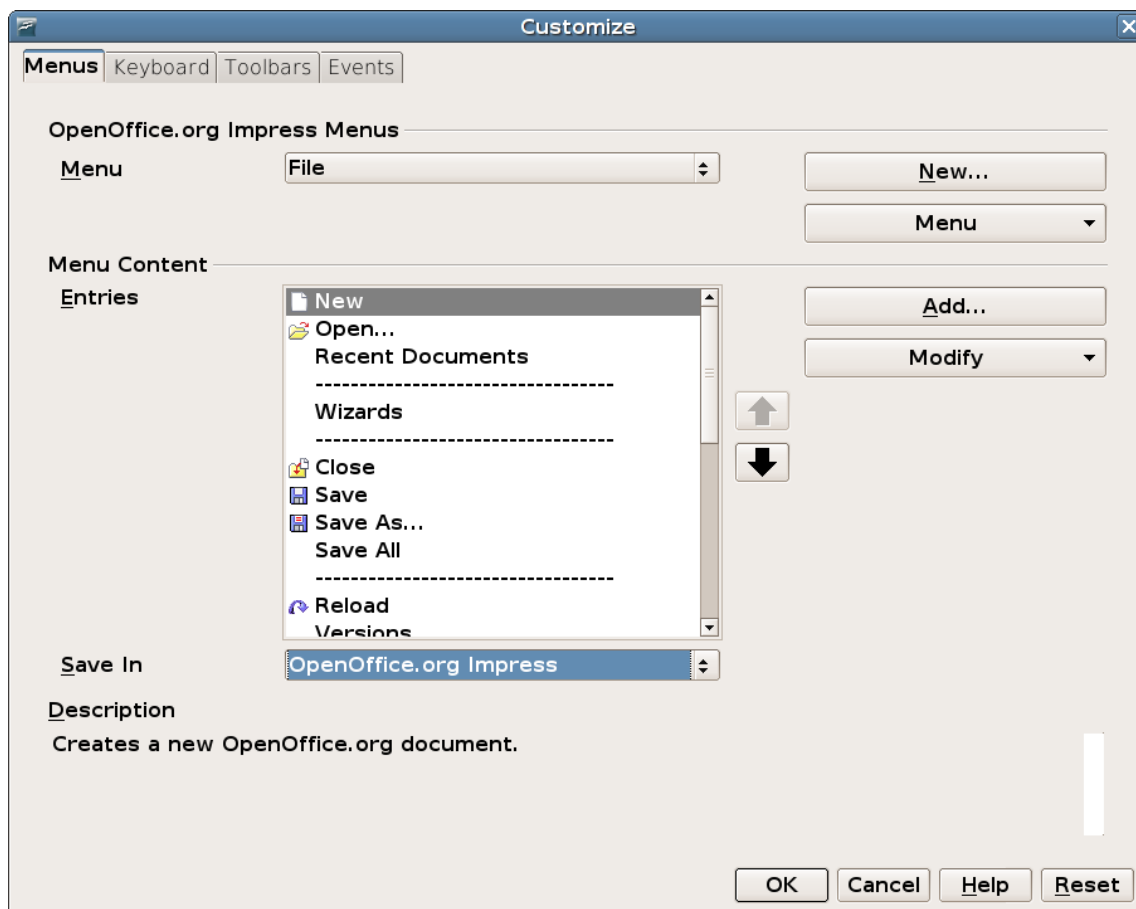 Customize
Menus Keyboard Toolbars Events
OpenOffice.org Impress Menus
Menu File New...
Menu
Menu Content
Entries New Add...
Open...
Recent Documents Modify
----------------------------------
Wizards
----------------------------------
Close
Save
Save As...
Save All
----------------------------------
Reload
Versions
Save In OpenOffice.org Impress
Description
Creates a new OpenOffice.org document.
OK Cancel Help Reset